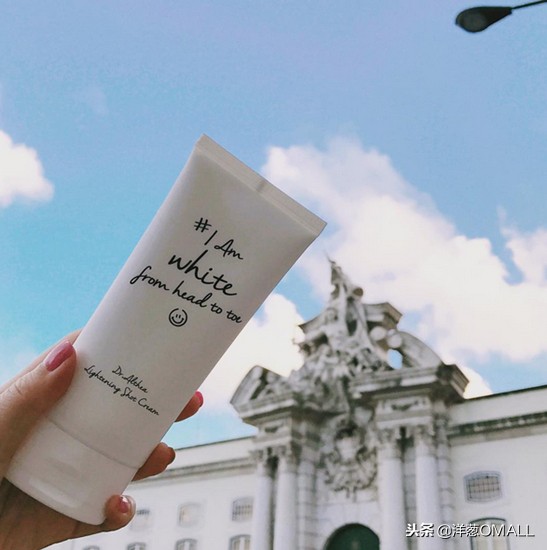 #I Am
white
from head to toe
Dr.Althea
Lightening Shot Cream
头条 @洋葱OMALL